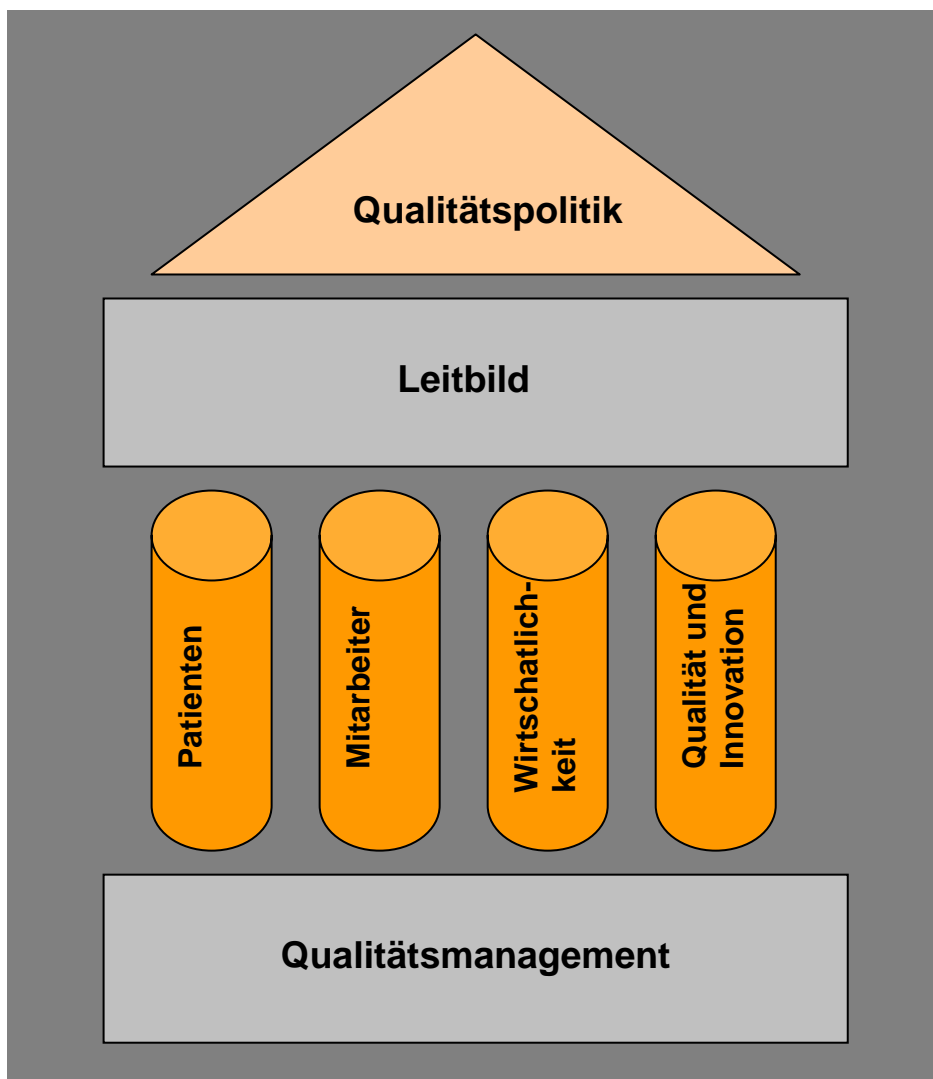 Qualitätspolitik
Leitbild
Patienten
Mitarbeiter
Wirtschatlich-
keit
Qualität und
Innovation
Qualitätsmanagement